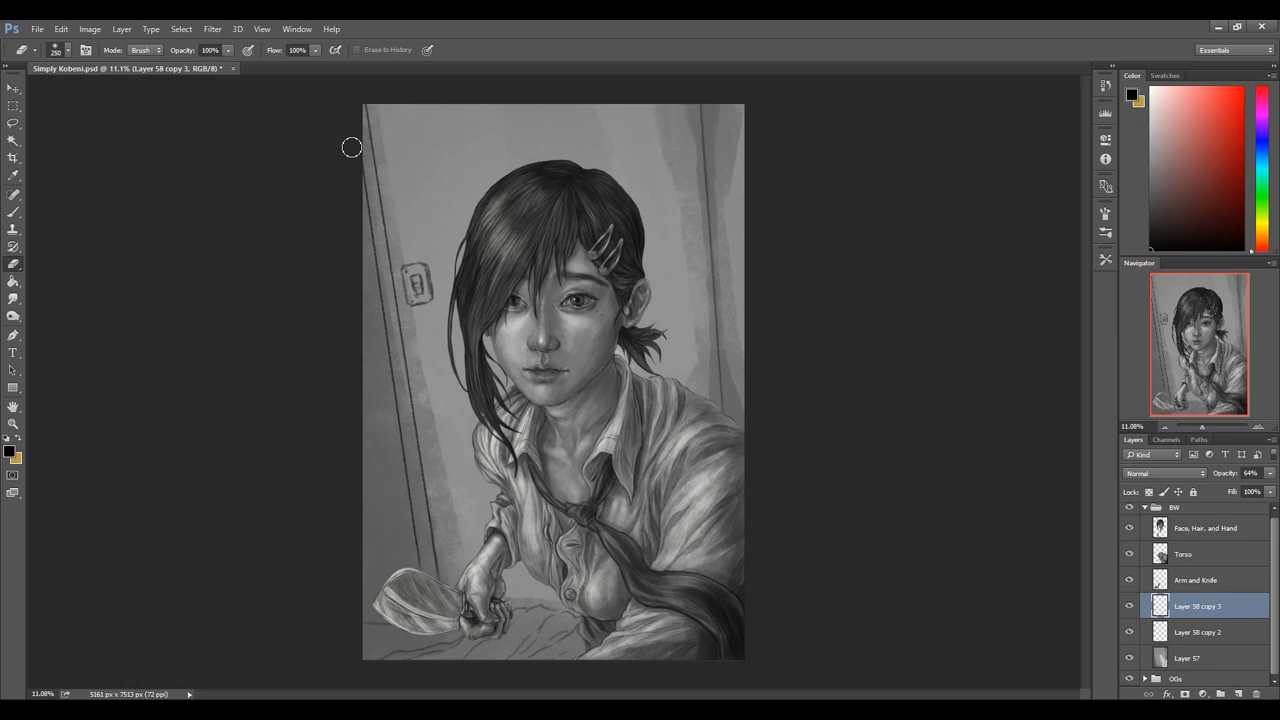 Ps File Edit Image Layer Type Select Filter 3D View Window Help
250 Mode: Brush Opacity: 100% Flow: 100% Erase to History Essentials
Simply Kobeni.psd @ 11.1% (Layer 58 copy 3, RGB/8) * ×
Color Swatches
Navigator
11.08%
Layers Channels Paths
Kind
Normal Opacity: 64%
Lock: Fill: 100%
BW
Face, Hair, and Hand
Torso
Arm and Knife
Layer 58 copy 3
Layer 58 copy 2
Layer 57
OGs
11.08% 5161 px x 7513 px (72 ppi)